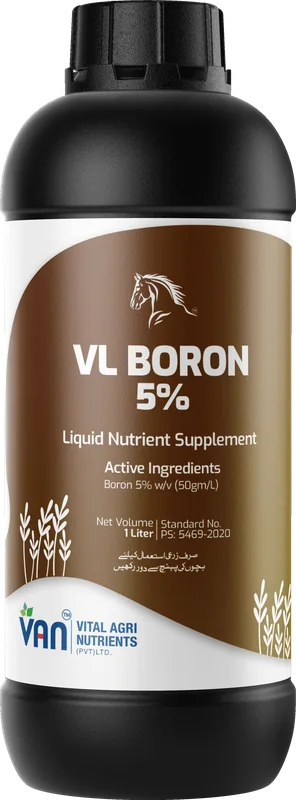 VL BORON
5%
Liquid Nutrient Supplement
Active Ingredients
Boron 5% w/v (50gm/L)
Net Volume | Standard No.
1 Liter | PS: 5469-2020
صرف زرعی استعمال کیلئے
بچوں کی پہنچ سے دور رکھیں
VAN™ VITAL AGRI
NUTRIENTS
(PVT)LTD.